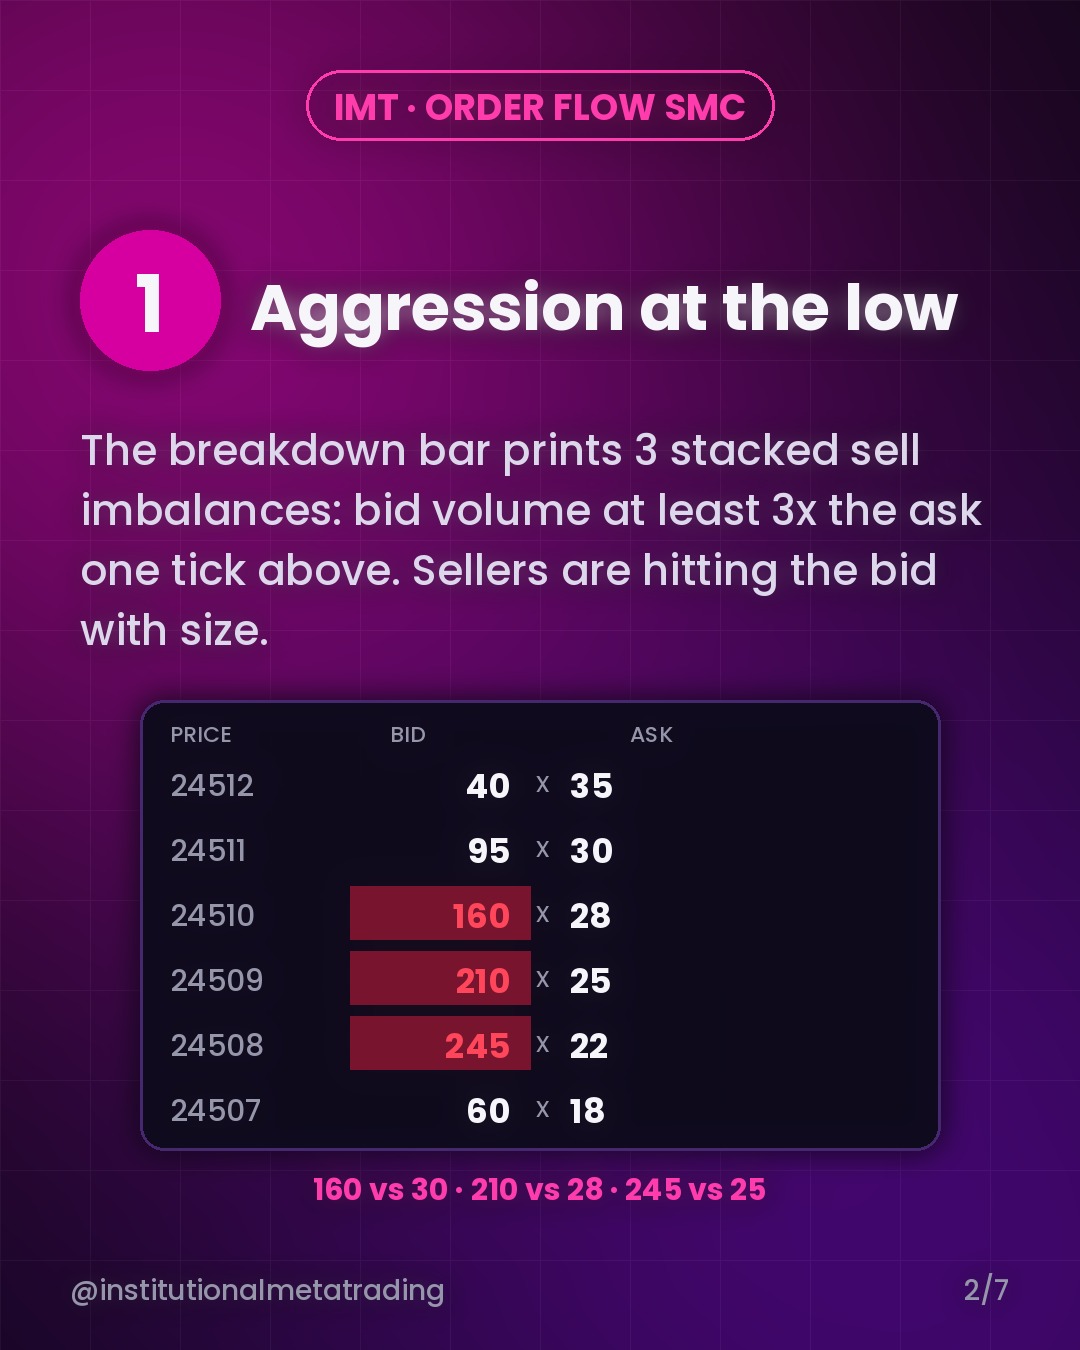 IMT · ORDER FLOW SMC
1 Aggression at the low
The breakdown bar prints 3 stacked sell
imbalances: bid volume at least 3x the ask
one tick above. Sellers are hitting the bid
with size.
PRICE BID ASK
24512 40 x 35
24511 95 x 30
24510 160 x 28
24509 210 x 25
24508 245 x 22
24507 60 x 18
160 vs 30 · 210 vs 28 · 245 vs 25
@institutionalmetatrading 2/7